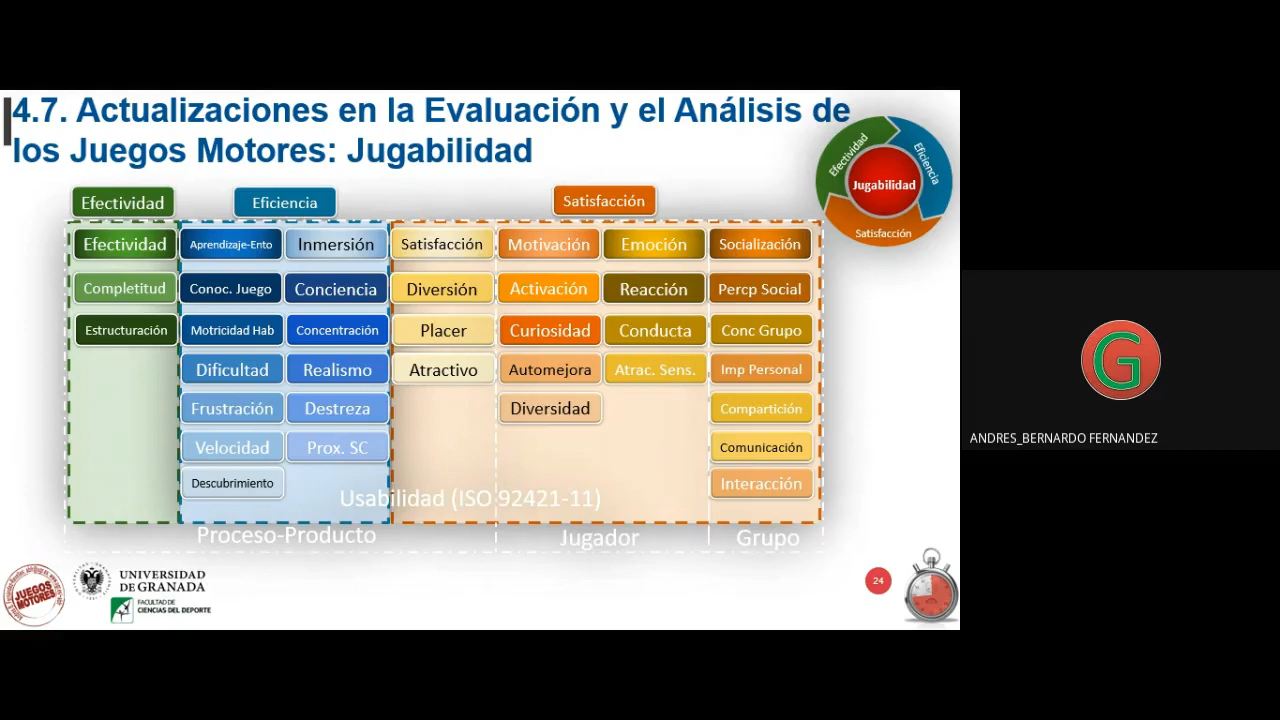 4.7. Actualizaciones en la Evaluación y el Análisis de
los Juegos Motores: Jugabilidad
Efectividad
Eficiencia
Jugabilidad
Satisfacción
Efectividad
Eficiencia
Satisfacción
Efectividad
Aprendizaje-Ento
Inmersión
Satisfacción
Motivación
Emoción
Socialización
Completitud
Conoc. Juego
Conciencia
Diversión
Activación
Reacción
Percp Social
Estructuración
Motricidad Hab
Concentración
Placer
Curiosidad
Conducta
Conc Grupo
Dificultad
Realismo
Atractivo
Automejora
Atrac. Sens.
Imp Personal
Frustración
Destreza
Diversidad
Compartición
Velocidad
Prox. SC
Comunicación
Descubrimiento
Interacción
Usabilidad (ISO 92421-11)
Proceso-Producto
Jugador
Grupo
JUEGOS
MOTORES
UNIVERSIDAD
DE GRANADA
FACULTAD DE
CIENCIAS DEL DEPORTE
24
G
ANDRES_BERNARDO FERNANDEZ